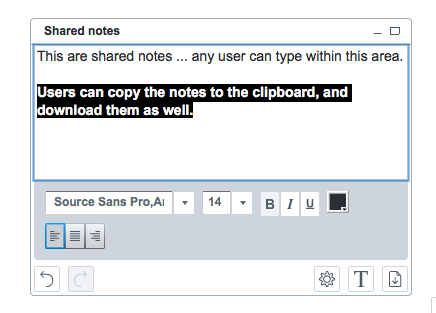 Shared notes
This are shared notes ... any user can type within this area.
Users can copy the notes to the clipboard, and
download them as well.
Source Sans Pro,Ar 14 B I U
T